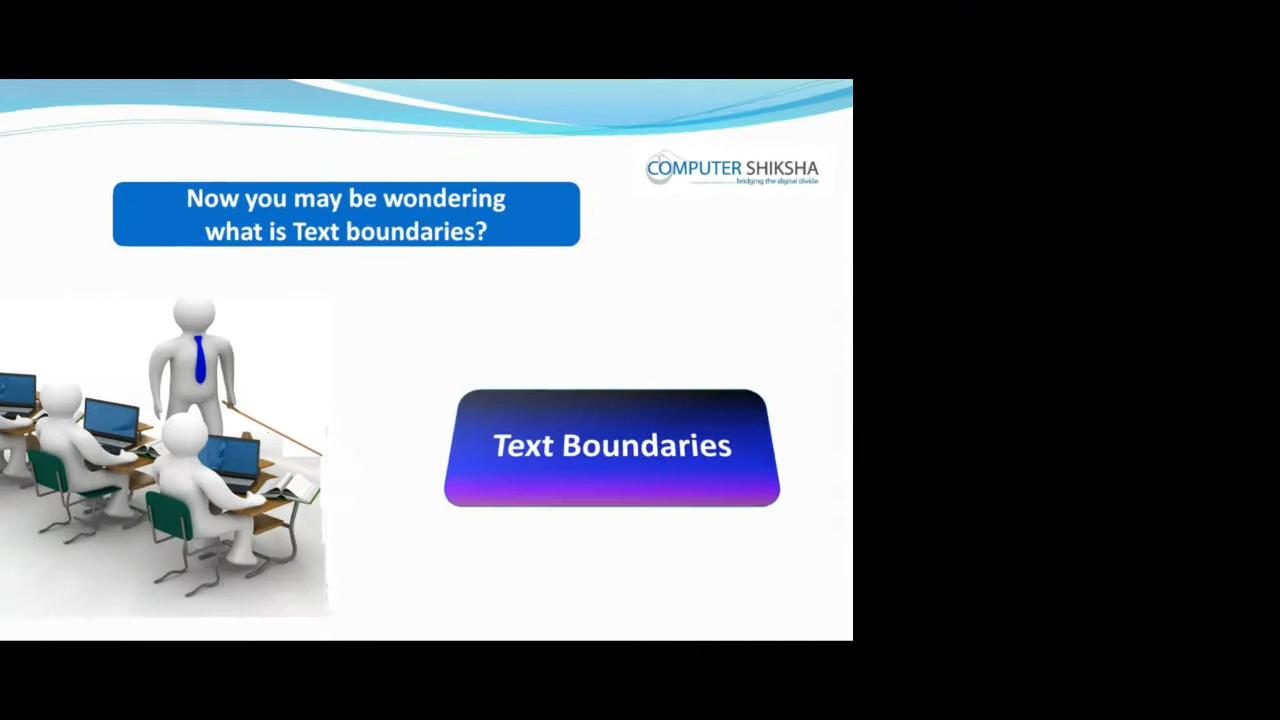 COMPUTER SHIKSHA
bridging the digital divide
Now you may be wondering
what is Text boundaries?
Text Boundaries